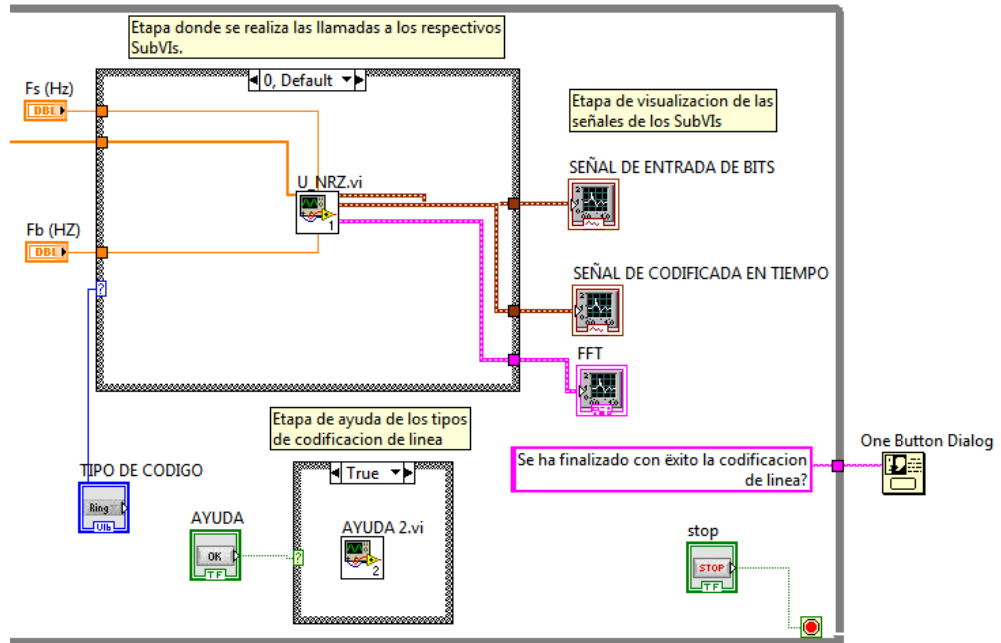 Etapa donde se realiza las llamadas a los respectivos
SubVIs.
0, Default
Fs (Hz)
DBL
Etapa de visualizacion de las
señales de los SubVIs
U_NRZ.vi
1
SEÑAL DE ENTRADA DE BITS
Fb (HZ)
DBL
?
SEÑAL DE CODIFICADA EN TIEMPO
FFT
Etapa de ayuda de los tipos
de codificacion de linea
One Button Dialog
Se ha finalizado con ëxito la codificacion
de linea?
TIPO DE CODIGO
Ring
True
AYUDA
OK
TF
?
AYUDA 2.vi
2
stop
STOP
TF